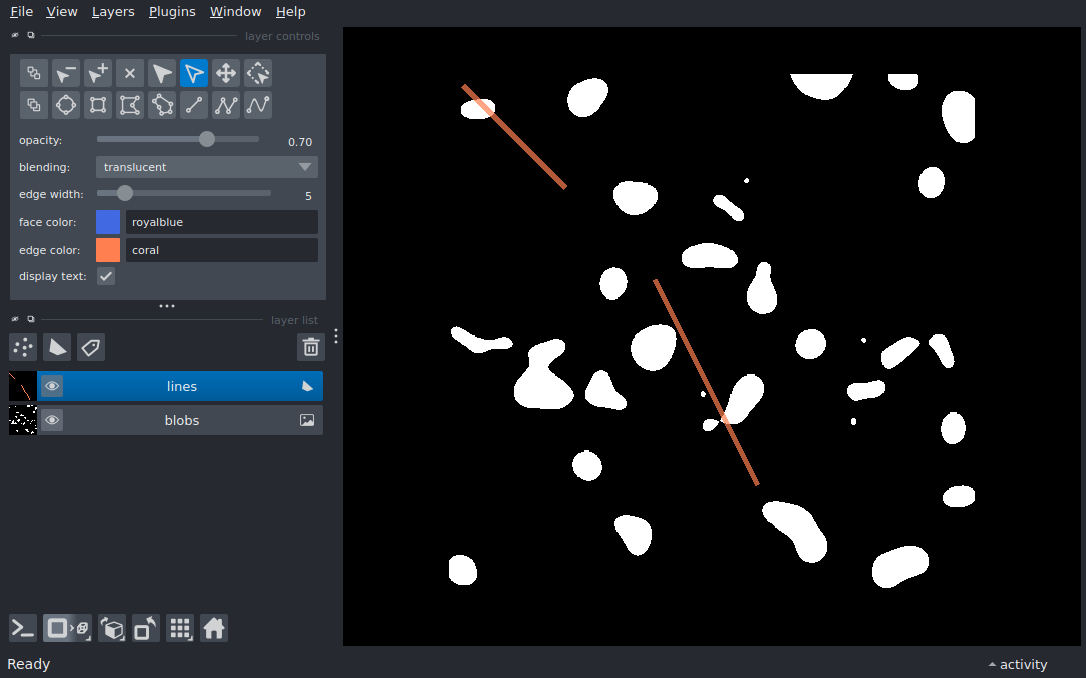 File View Layers Plugins Window Help
layer controls
opacity: 0.70
blending: translucent
edge width: 5
face color: royalblue
edge color: coral
display text:
layer list
lines
blobs
Ready
activity